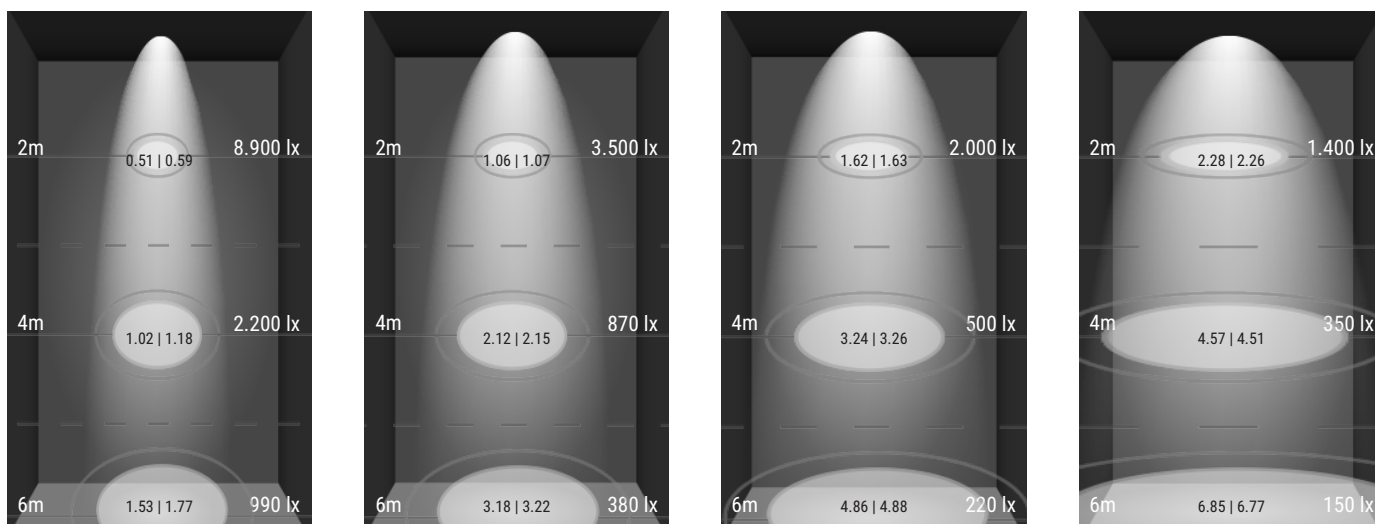 2m 8.900 lx
0.51 | 0.59
4m 2.200 lx
1.02 | 1.18
6m 990 lx
1.53 | 1.77
2m 3.500 lx
1.06 | 1.07
4m 870 lx
2.12 | 2.15
6m 380 lx
3.18 | 3.22
2m 2.000 lx
1.62 | 1.63
4m 500 lx
3.24 | 3.26
6m 220 lx
4.86 | 4.88
2m 1.400 lx
2.28 | 2.26
4m 350 lx
4.57 | 4.51
6m 150 lx
6.85 | 6.77